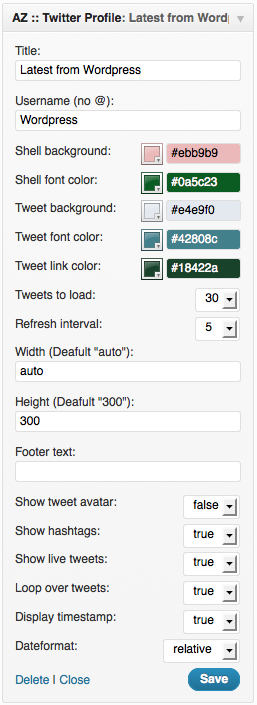 AZ :: Twitter Profile: Latest from Word
Title:
Latest from Wordpress
Username (no @):
Wordpress
Shell background: #ebb9b9
Shell font color: #0a5c23
Tweet background: #e4e9f0
Tweet font color: #42808c
Tweet link color: #18422a
Tweets to load: 30
Refresh interval: 5
Width (Deafult "auto"):
auto
Height (Deafult "300"):
300
Footer text:
Show tweet avatar: false
Show hashtags: true
Show live tweets: true
Loop over tweets: true
Display timestamp: true
Dateformat: relative
Delete | Close Save